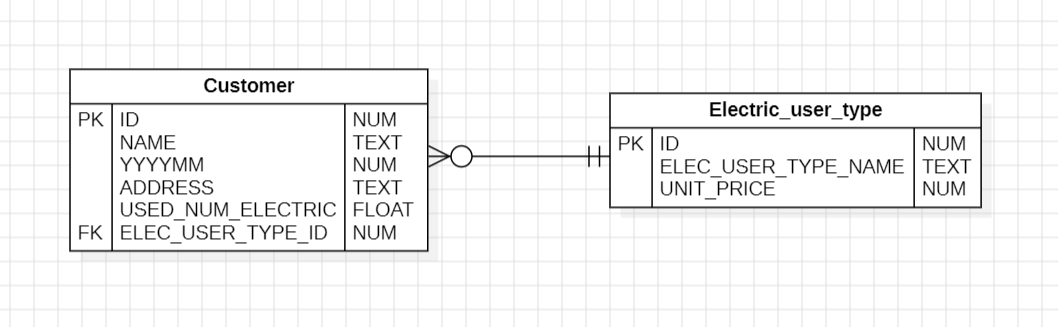 Customer
PK ID NUM
NAME TEXT
YYYYMM NUM
ADDRESS TEXT
USED_NUM_ELECTRIC FLOAT
FK ELEC_USER_TYPE_ID NUM
Electric_user_type
PK ID NUM
ELEC_USER_TYPE_NAME TEXT
UNIT_PRICE NUM